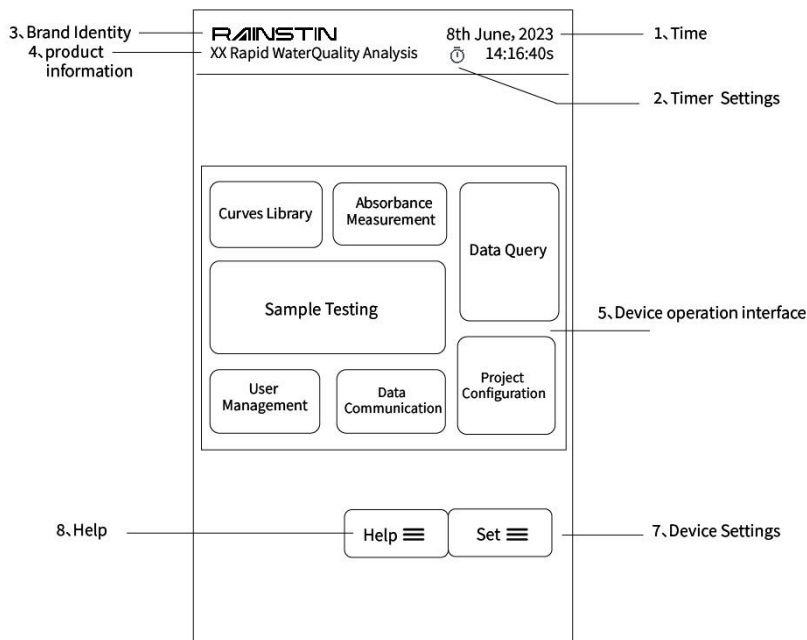 3、Brand Identity
RAINSTIN
8th June，2023
1、Time
4、product
information
XX Rapid WaterQuality Analysis
14:16:40s
2、Timer Settings
Curves Library
Absorbance
Measurement
Data Query
Sample Testing
5、Device operation interface
User
Management
Data
Communication
Project
Configuration
8、Help
Help
Set
7、Device Settings